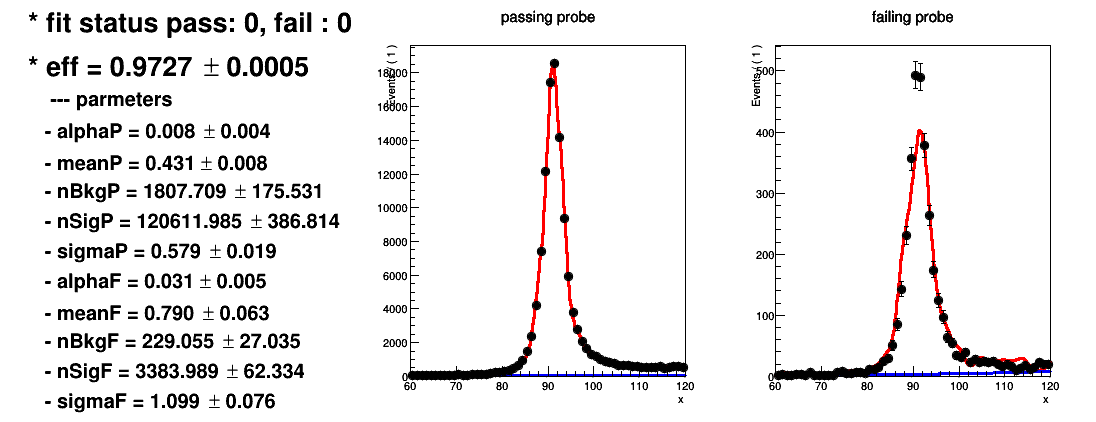 * fit status pass: 0, fail : 0
* eff = 0.9727 ± 0.0005
--- parmeters
- alphaP = 0.008 ± 0.004
- meanP = 0.431 ± 0.008
- nBkgP = 1807.709 ± 175.531
- nSigP = 120611.985 ± 386.814
- sigmaP = 0.579 ± 0.019
- alphaF = 0.031 ± 0.005
- meanF = 0.790 ± 0.063
- nBkgF = 229.055 ± 27.035
- nSigF = 3383.989 ± 62.334
- sigmaF = 1.099 ± 0.076
passing probe
Events / ( 1 )
18000
16000
14000
12000
10000
8000
6000
4000
2000
0
60 70 80 90 100 110 120
x
failing probe
Events / ( 1 )
500
400
300
200
100
0
60 70 80 90 100 110 120
x